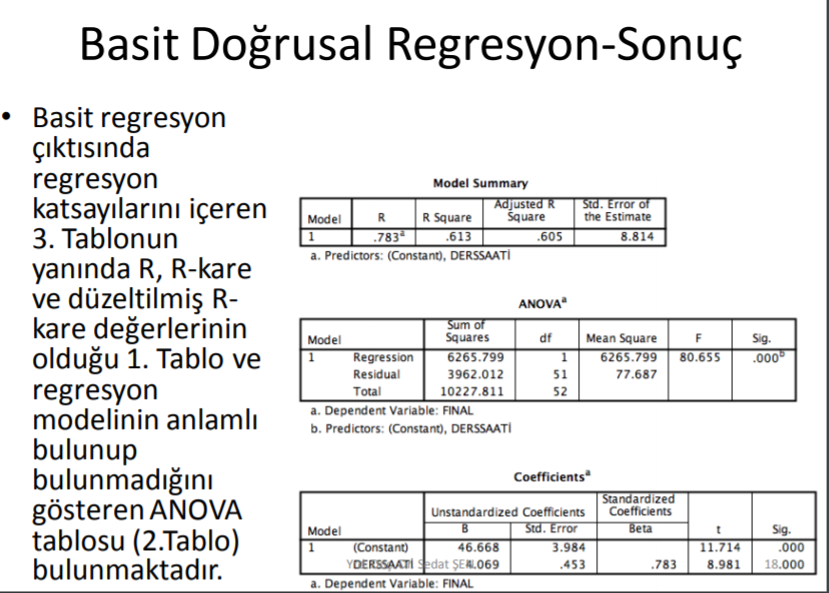 Basit Doğrusal Regresyon-Sonuç
• Basit regresyon
çıktısında
regresyon
katsayılarını içeren
3. Tablonun
yanında R, R-kare
ve düzeltilmiş R-
kare değerlerinin
olduğu 1. Tablo ve
regresyon
modelinin anlamlı
bulunup
bulunmadığını
gösteren ANOVA
tablosu (2.Tablo)
bulunmaktadır.
Model Summary
Model R R Square Adjusted R Square Std. Error of the Estimate
1 .783a .613 .605 8.814
a. Predictors: (Constant), DERSSAATİ
ANOVAa
Model Sum of Squares df Mean Square F Sig.
1 Regression 6265.799 1 6265.799 80.655 .000b
Residual 3962.012 51 77.687
Total 10227.811 52
a. Dependent Variable: FINAL
b. Predictors: (Constant), DERSSAATİ
Coefficientsa
Unstandardized Coefficients Standardized Coefficients
Model B Std. Error Beta t Sig.
1 (Constant) 46.668 3.984 11.714 .000
DERSSAATİ 4.069 .453 .783 8.981 .000
Sedat ŞEN
18
a. Dependent Variable: FINAL